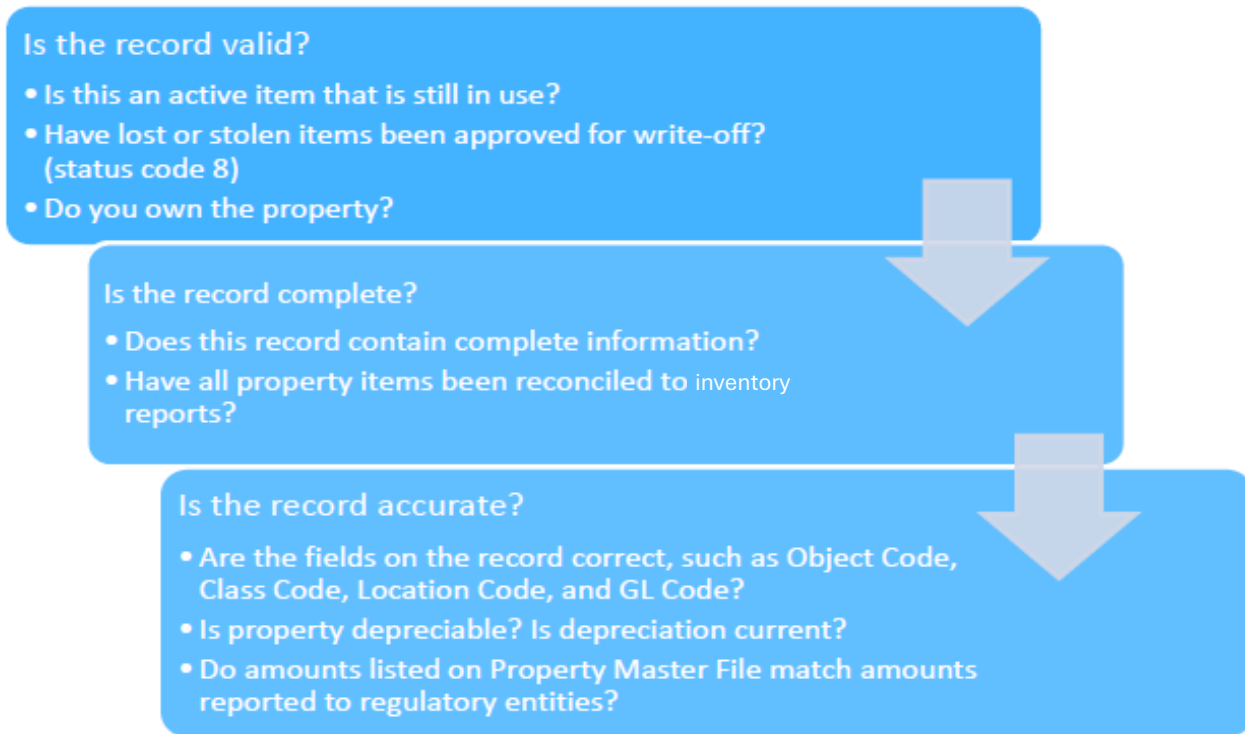 Is the record valid?
• Is this an active item that is still in use?
• Have lost or stolen items been approved for write-off?
(status code 8)
• Do you own the property?
Is the record complete?
• Does this record contain complete information?
• Have all property items been reconciled to inventory
reports?
Is the record accurate?
• Are the fields on the record correct, such as Object Code,
Class Code, Location Code, and GL Code?
• Is property depreciable? Is depreciation current?
• Do amounts listed on Property Master File match amounts
reported to regulatory entities?